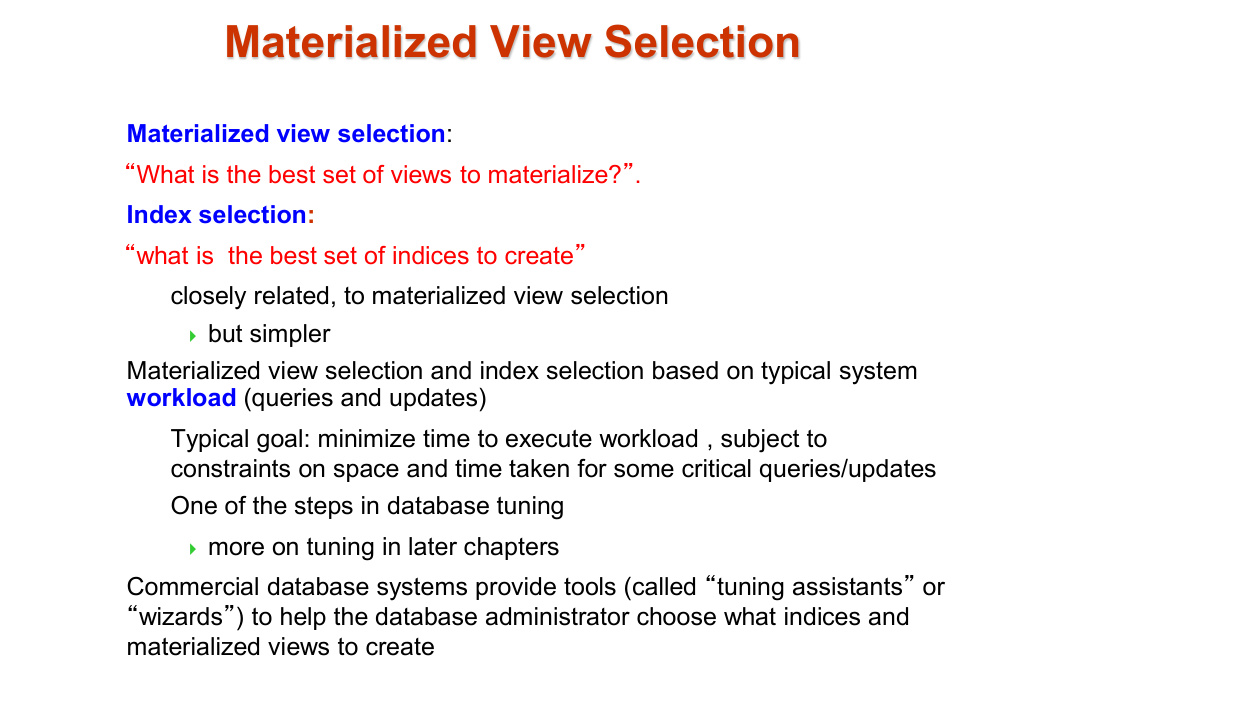 Materialized View Selection
Materialized view selection:
“What is the best set of views to materialize?”.
Index selection:
“what is  the best set of indices to create”
closely related, to materialized view selection
but simpler
Materialized view selection and index selection based on typical system
workload (queries and updates)
Typical goal: minimize time to execute workload , subject to
constraints on space and time taken for some critical queries/updates
One of the steps in database tuning
more on tuning in later chapters
Commercial database systems provide tools (called “tuning assistants” or
“wizards”) to help the database administrator choose what indices and
materialized views to create